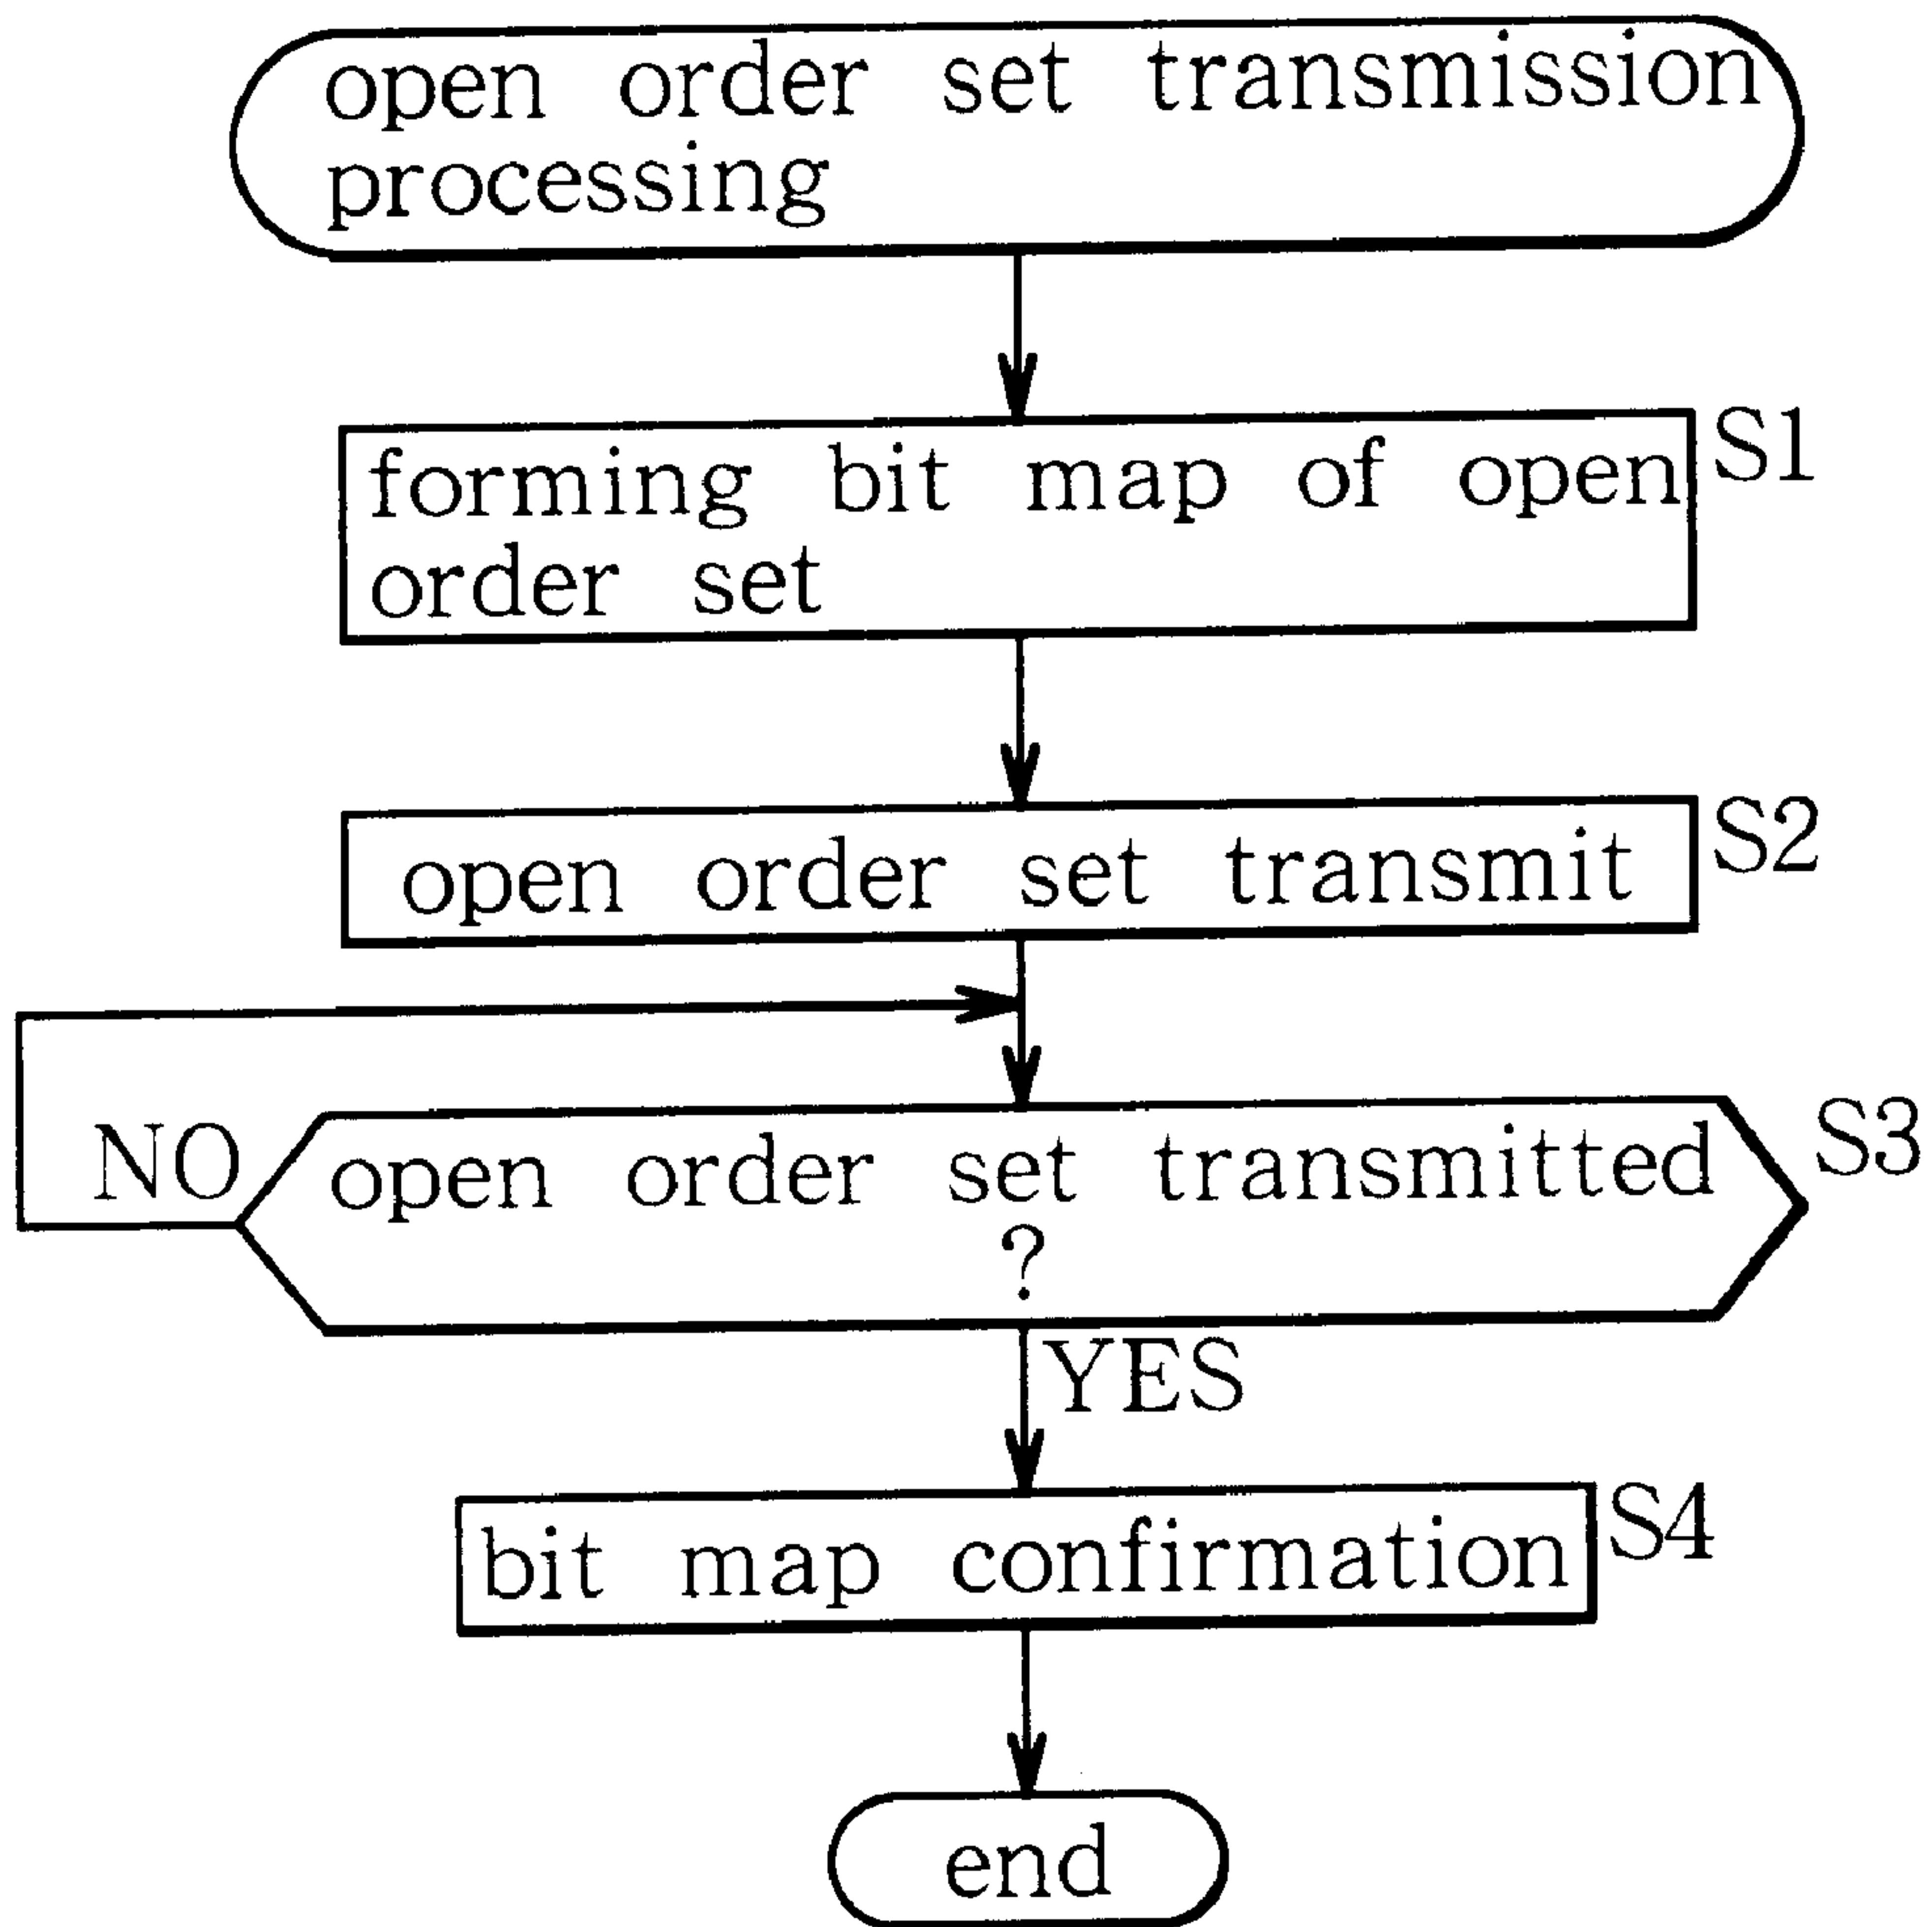 open order set transmission
processing
forming bit map of open
order set
S1
open order set transmit
S2
NO
open order set transmitted
?
S3
YES
bit map confirmation
S4
end